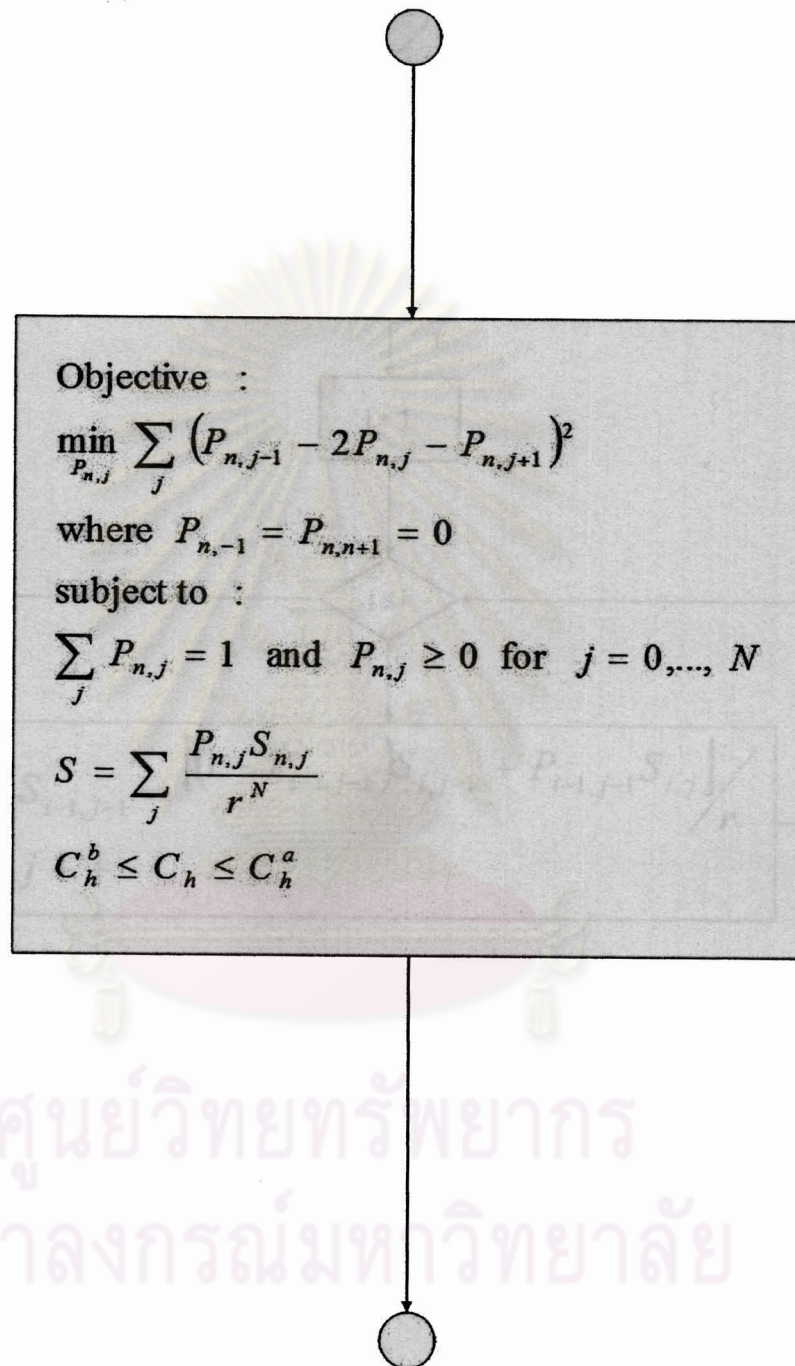 Objective :
min_{P_{n,j}} ∑_j (P_{n,j−1} − 2P_{n,j} − P_{n,j+1})²
where P_{n,−1} = P_{n,n+1} = 0
subject to :
∑_j P_{n,j} = 1 and P_{n,j} ≥ 0 for j = 0,..., N
S = ∑_j \frac{P_{n,j} S_{n,j}}{r^N}
C_h^b ≤ C_h ≤ C_h^a
ศูนย์วิทยทรัพยากร
าลงกรณ์มหาวิทยาลัย